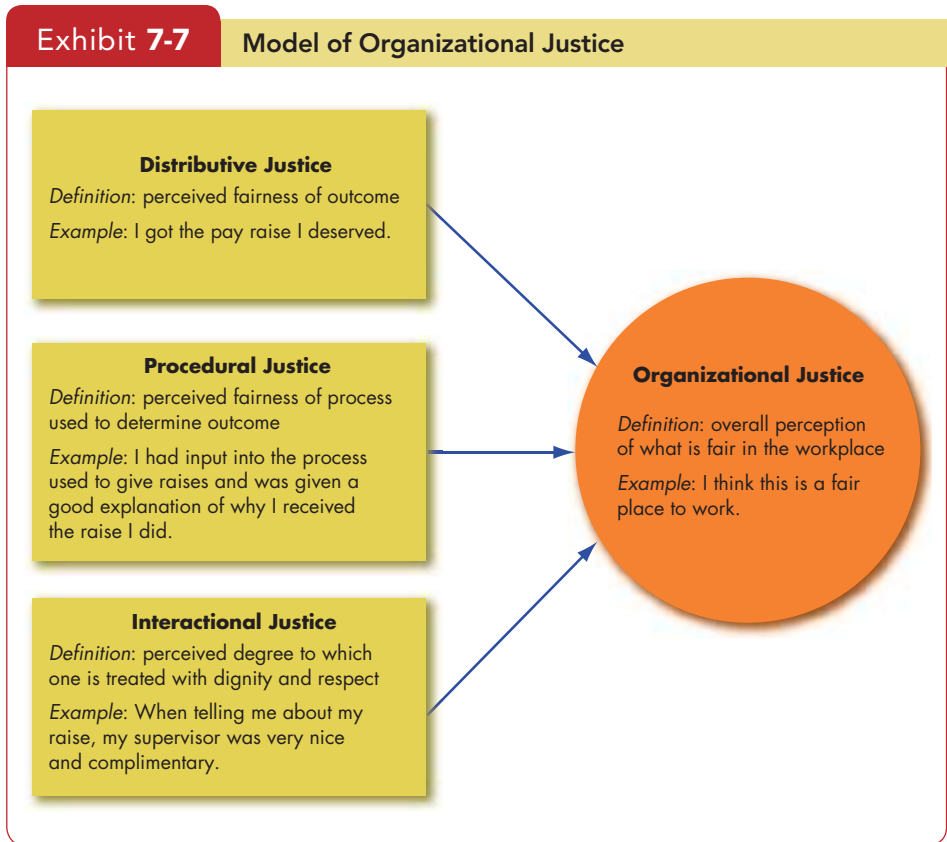 Exhibit 7-7
Model of Organizational Justice
Distributive Justice
Definition: perceived fairness of outcome
Example: I got the pay raise I deserved.
Procedural Justice
Definition: perceived fairness of process
used to determine outcome
Example: I had input into the process
used to give raises and was given a
good explanation of why I received
the raise I did.
Interactional Justice
Definition: perceived degree to which
one is treated with dignity and respect
Example: When telling me about my
raise, my supervisor was very nice
and complimentary.
Organizational Justice
Definition: overall perception
of what is fair in the workplace
Example: I think this is a fair
place to work.